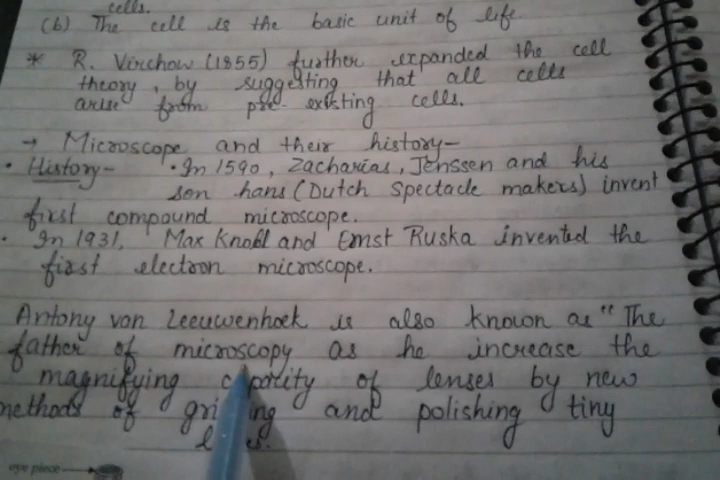 cells.
(b) The cell is the basic unit of life
* R. Virchow (1855) further expanded the cell
theory, by suggesting that all cells
arise from pre-existing cells.
→ Microscope and their history-
• History- • In 1590, Zacharias, Jenssen and his
son hans (Dutch Spectacle makers) invent
first compound microscope.
• In 1931, Max Knoll and Ernst Ruska invented the
first electron microscope.
Antony van Leeuwenhoek is also known as "The
father of microscopy as he increase the
magnifying of lenses by new
methods of and polishing tiny
eye piece